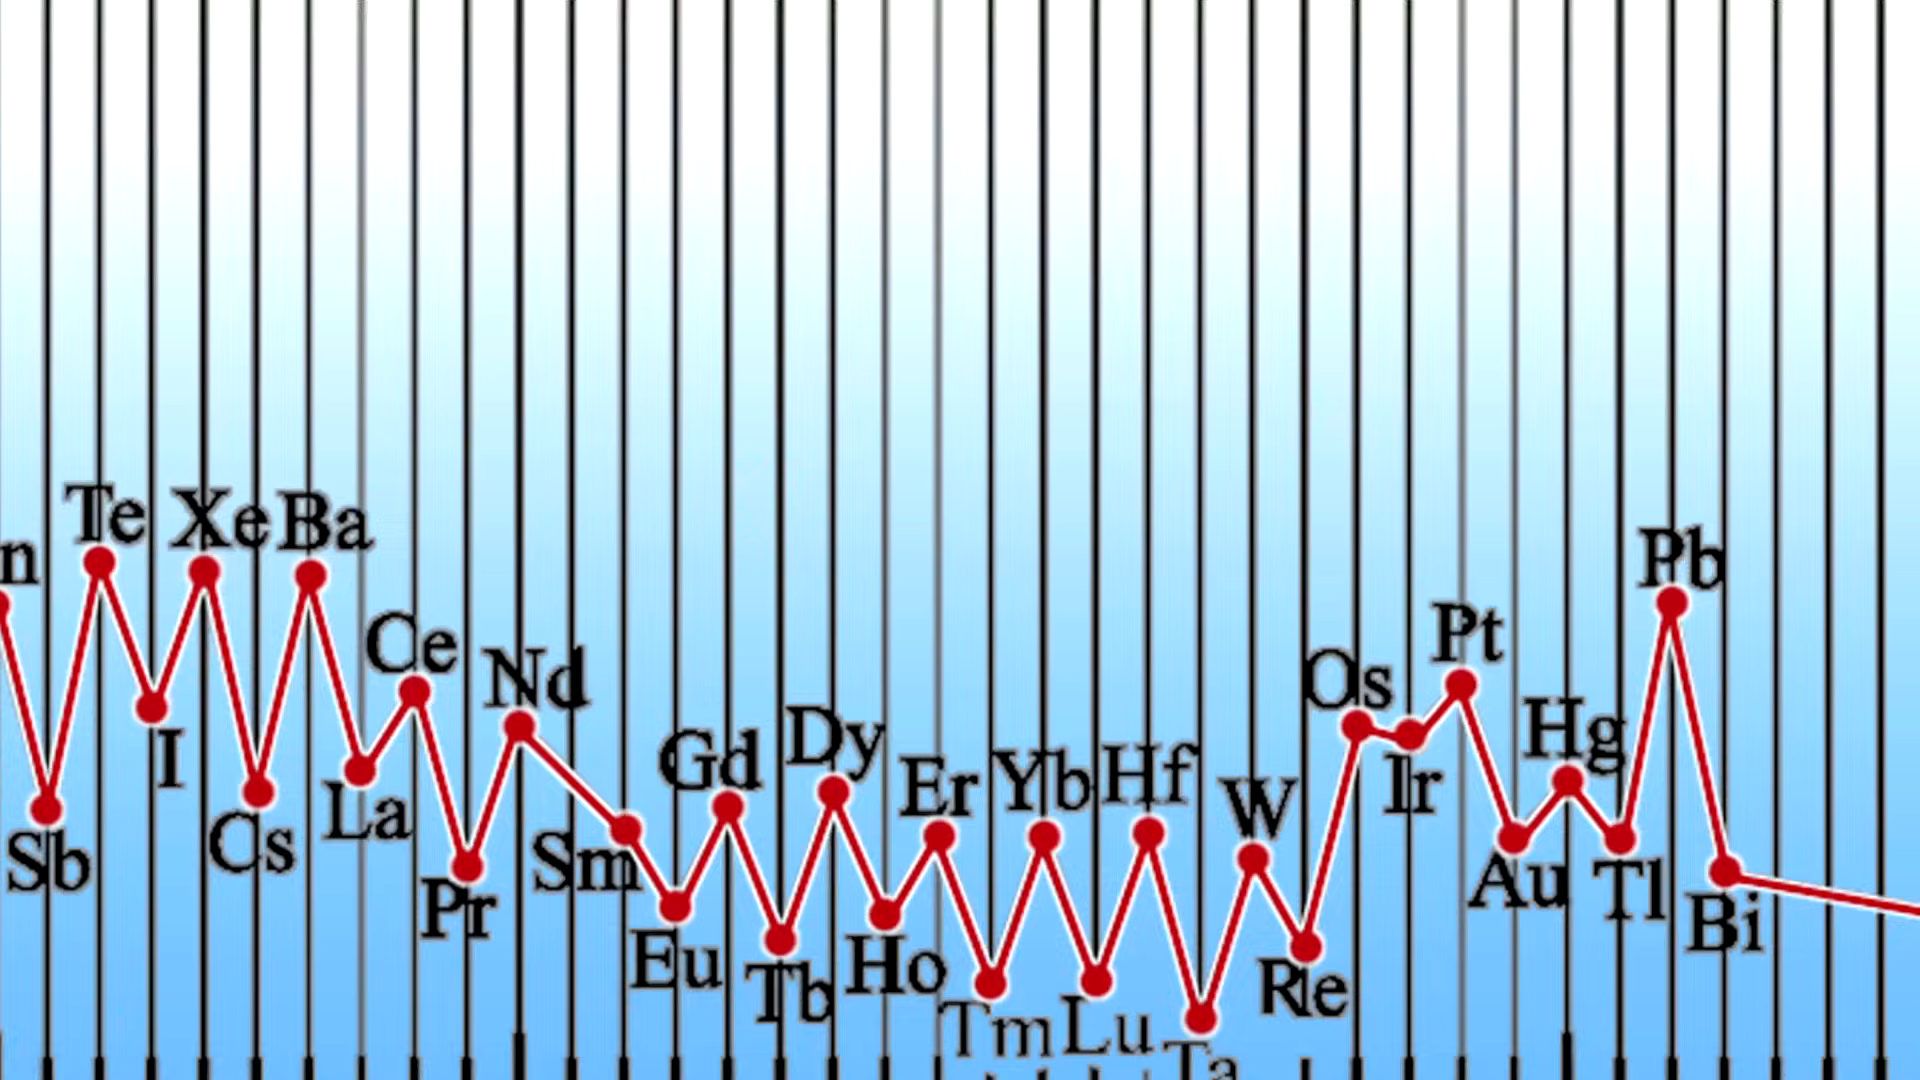 n
Te
Xe
Ba
Sb
I
Cs
La
Ce
Pr
Nd
Sm
Eu
Gd
Tb
Dy
Ho
Er
Tm
Yb
Lu
Hf
Ta
W
Re
Os
Ir
Pt
Au
Hg
Tl
Pb
Bi